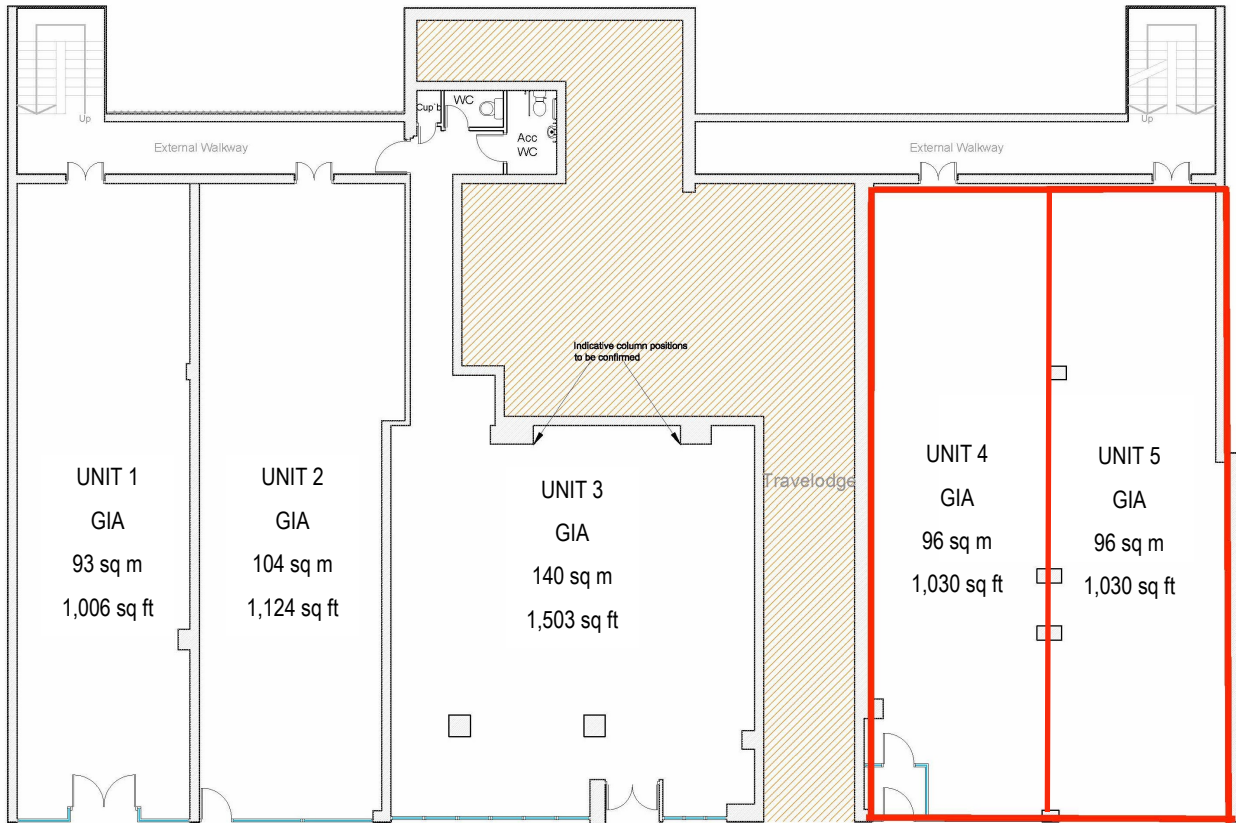 Up
External Walkway
Cup'b
WC
Acc
WC
Up
External Walkway
Indicative column positions
to be confirmed
UNIT 1
GIA
93 sq m
1,006 sq ft
UNIT 2
GIA
104 sq m
1,124 sq ft
UNIT 3
GIA
140 sq m
1,503 sq ft
Travelodge
UNIT 4
GIA
96 sq m
1,030 sq ft
UNIT 5
GIA
96 sq m
1,030 sq ft